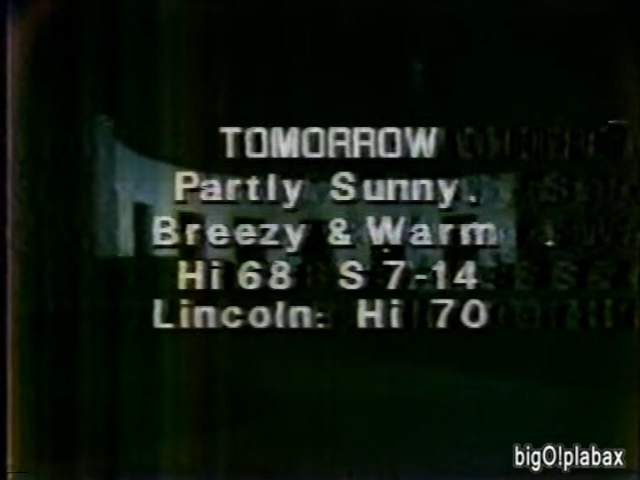 TOMORROW
Partly Sunny,
Breezy & Warm
Hi 68 S 7-14
Lincoln: Hi 70
bigO!plabax